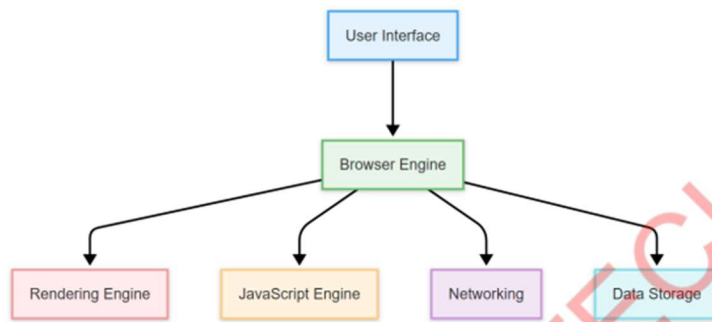 User Interface
Browser Engine
Rendering Engine
JavaScript Engine
Networking
Data Storage